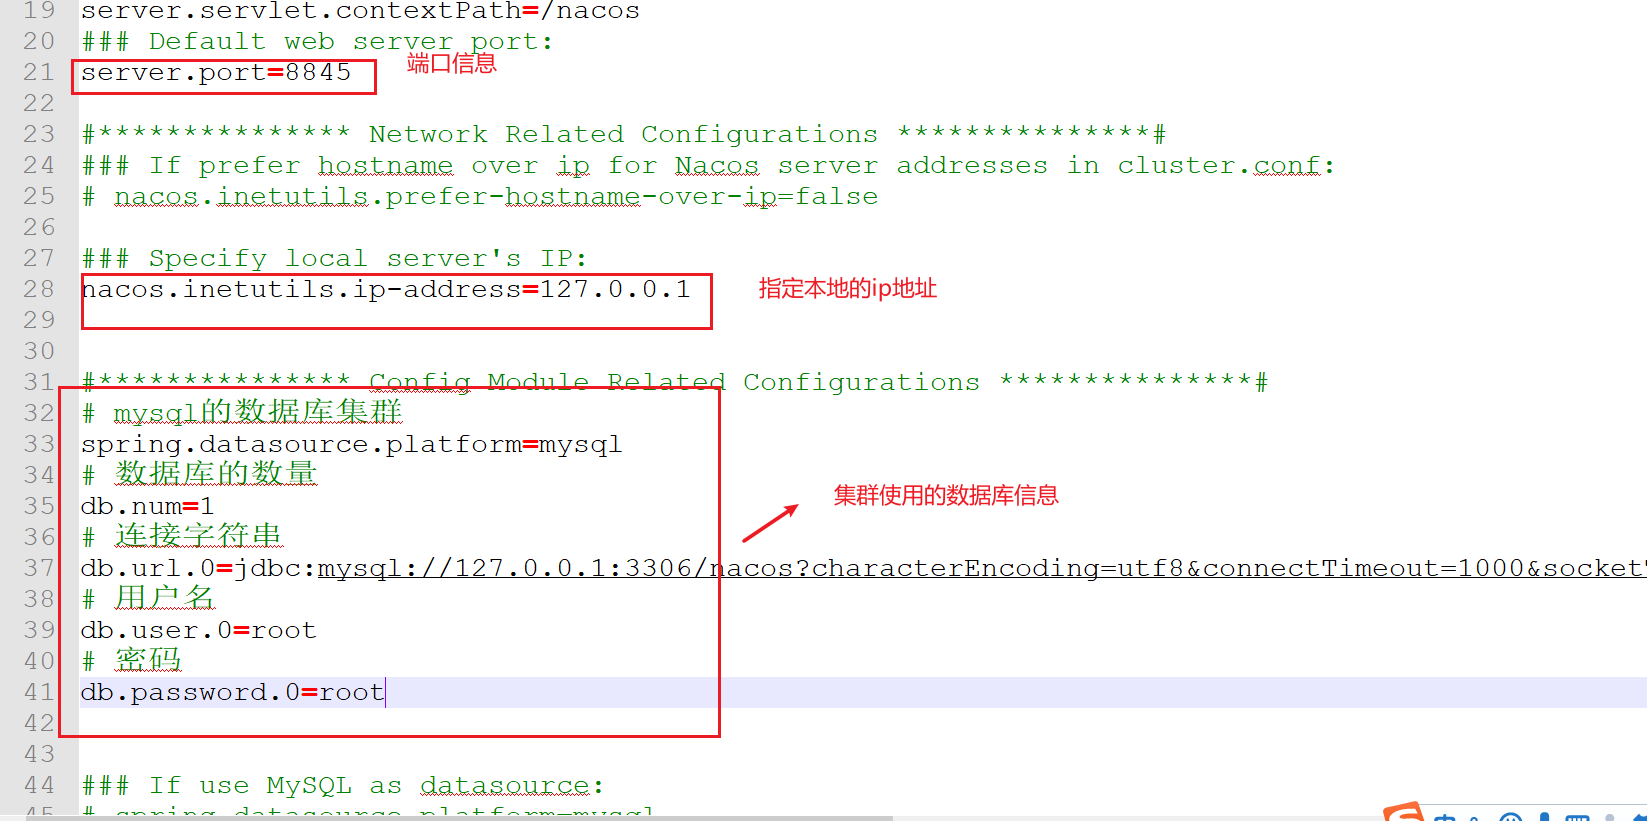 19 server.servlet.contextPath=/nacos
20 ### Default web server port:
端口信息
21 server.port=8845
22
23 #*************** Network Related Configurations ***************#
24 ### If prefer hostname over ip for Nacos server addresses in cluster.conf:
25 # nacos.inetutils.prefer-hostname-over-ip=false
26
27 ### Specify local server's IP:
28 nacos.inetutils.ip-address=127.0.0.1 指定本地的ip地址
29
30
31 #*************** Config Module Related Configurations ***************#
32 # mysql的数据库集群
33 spring.datasource.platform=mysql
34 # 数据库的数量
35 db.num=1 集群使用的数据库信息
36 # 连接字符串
37 db.url.0=jdbc:mysql://127.0.0.1:3306/nacos?characterEncoding=utf8&connectTimeout=1000&socket
38 # 用户名
39 db.user.0=root
40 # 密码
41 db.password.0=root
42
43
44 ### If use MySQL as datasource:
45 # spring.datasource.platform=mysql